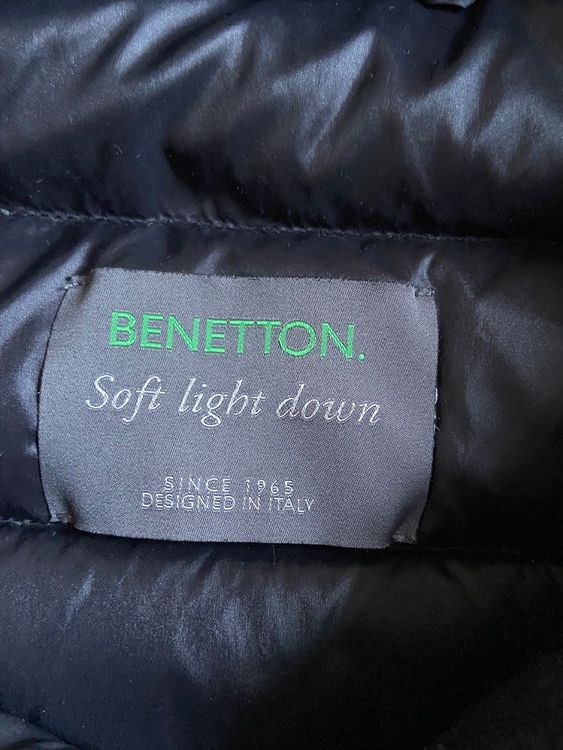 BENETTON.
Soft light down
SINCE 1965
DESIGNED IN ITALY